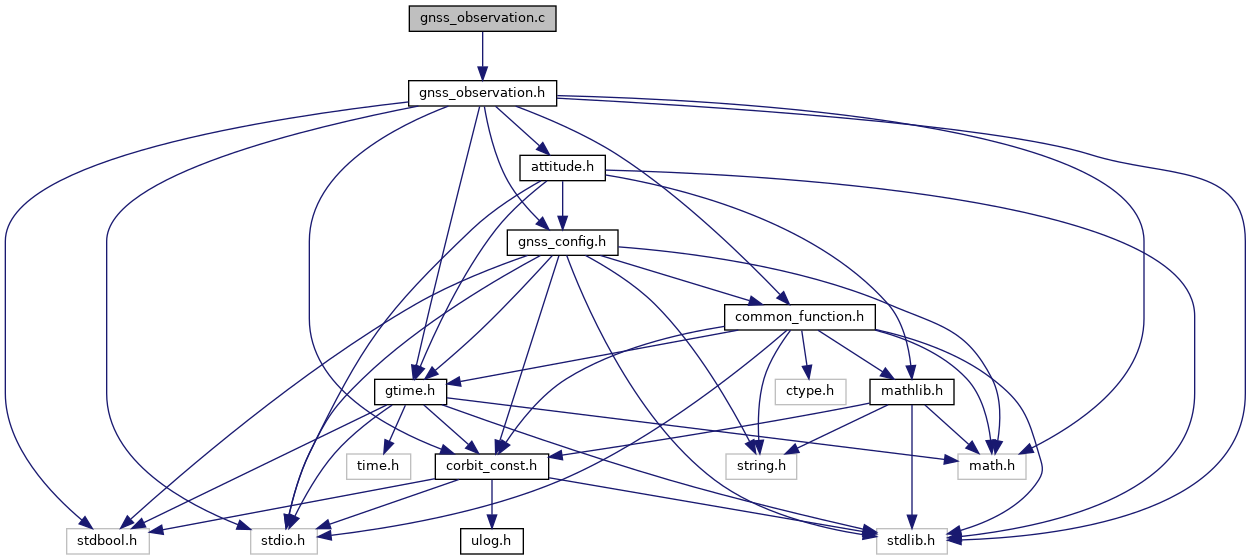 gnss_observation.c
gnss_observation.h
attitude.h
gnss_config.h
common_function.h
gtime.h
ctype.h
mathlib.h
time.h
corbit_const.h
string.h
math.h
stdbool.h
stdio.h
ulog.h
stdlib.h